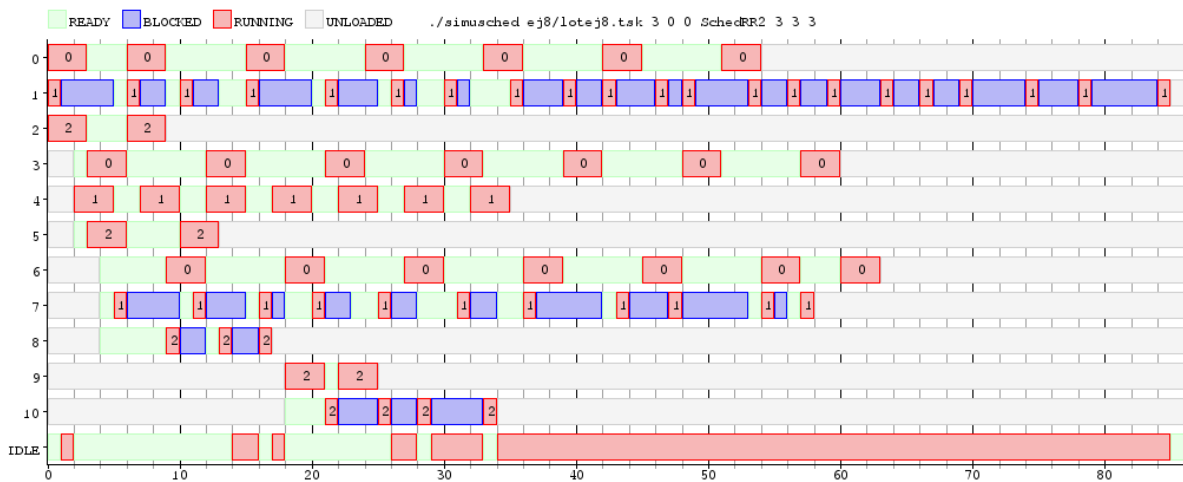 READY BLOCKED RUNNING UNLOADED ./simusched ej8/lotej8.tsk 3 0 0 SchedRR2 3 3 3
0 0 0 0 0 0 0 0
1 1 1 1 1 1 1 1 1 1 1 1 1 1 1 1 1 1 1 1 1 1
2 2 2
3 0 0 0 0 0 0 0
4 1 1 1 1 1 1 1
5 2 2
6 0 0 0 0 0 0 0
7 1 1 1 1 1 1 1 1 1 1 1
8 2 2 2
9 2 2
10 2 2 2 2
IDLE
0 10 20 30 40 50 60 70 80